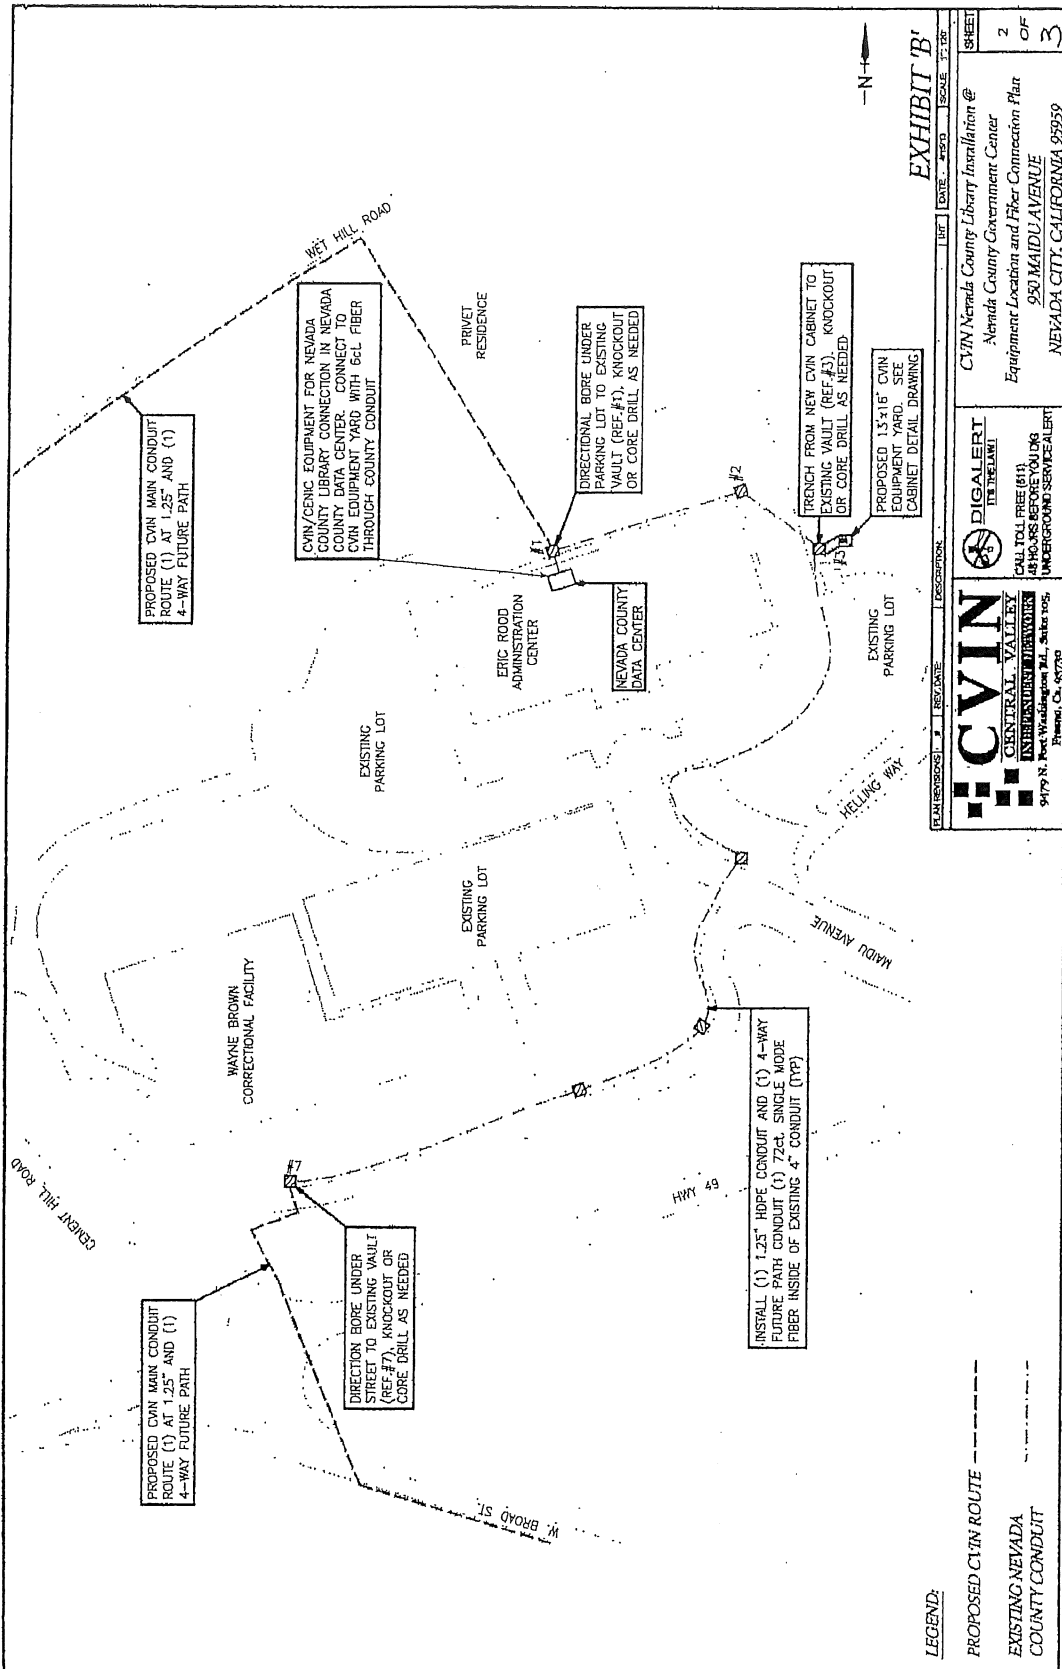 CEMENT HILL ROAD
WAYNE BROWN
CORRECTIONAL FACILITY
EXISTING
PARKING LOT
EXISTING
PARKING LOT
ERIC ROOD
ADMINISTRATION
CENTER
PROPOSED CVIN MAIN CONDUIT
ROUTE (1) AT 1.25" AND (1)
4-WAY FUTURE PATH
WET HILL ROAD
CVIN/CENIC EQUIPMENT FOR NEVADA
COUNTY LIBRARY CONNECTION IN NEVADA
COUNTY DATA CENTER. CONNECT TO
CVIN EQUIPMENT YARD WITH 6ct. FIBER
THROUGH COUNTY CONDUIT
PRIVET
RESIDENCE
PROPOSED CVIN MAIN CONDUIT
ROUTE (1) AT 1.25" AND (1)
4-WAY FUTURE PATH
#7
DIRECTION BORE UNDER
STREET TO EXISTING VAULT
(REF.#7), KNOCKOUT OR
CORE DRILL AS NEEDED
#1
NEVADA COUNTY
DATA CENTER
DIRECTIONAL BORE UNDER
PARKING LOT TO EXISTING
VAULT (REF.#1), KNOCKOUT
OR CORE DRILL AS NEEDED
W. BROAD ST.
HWY 49
#2
INSTALL (1) 1.25" HDPE CONDUIT AND (1) 4-WAY
FUTURE PATH CONDUIT (1) 72ct. SINGLE MODE
FIBER INSIDE OF EXISTING 4" CONDUIT (TYP)
MAIDU AVENUE
HELLING WAY
EXISTING
PARKING LOT
#3
TRENCH FROM NEW CVIN CABINET TO
EXISTING VAULT (REF.#3), KNOCKOUT
OR CORE DRILL AS NEEDED
PROPOSED 13'x16' CVIN
EQUIPMENT YARD. SEE
CABINET DETAIL DRAWING
-N-
EXHIBIT 'B'
LEGEND:
PROPOSED CVIN ROUTE
EXISTING NEVADA
COUNTY CONDUIT
PLAN REVISIONS # REV. DATE: DESCRIPTION: INIT DATE: SCALE 1": 120'
CVIN
CENTRAL VALLEY
INDEPENDENT NETWORK
9479 N. Fort Washington Rd., Suite 105,
Fresno, Ca. 93730
DIGALERT
IT'S THE LAW!
CALL TOLL FREE (811)
48 HOURS BEFORE YOU DIG
UNDERGROUND SERVICE ALERT
CVIN Nevada County Library Installation @
Nevada County Government Center
Equipment Location and Fiber Connection Plan
950 MAIDU AVENUE
NEVADA CITY, CALIFORNIA 95959
SHEET
2
OF
3